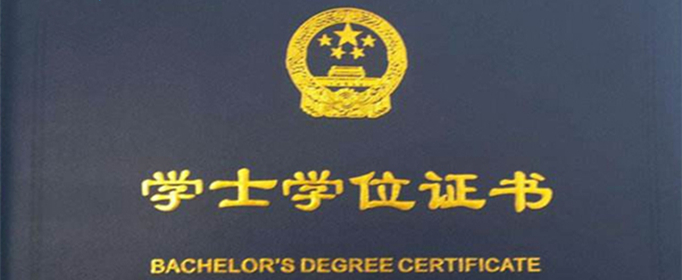 学士学位证书
BACHELOR'S DEGREE CERTIFICATE